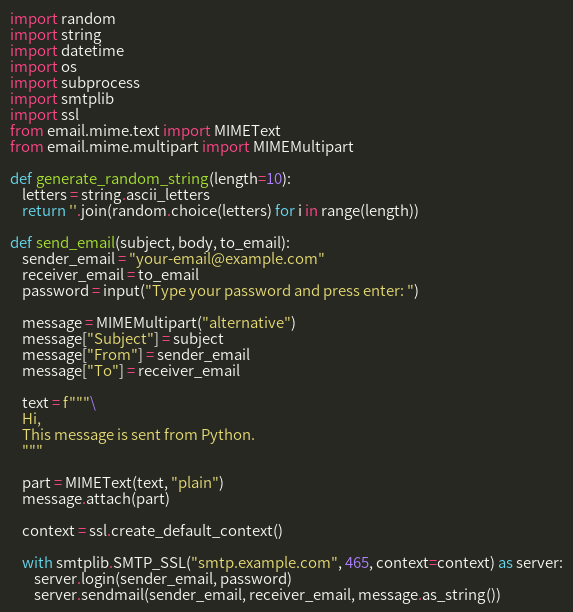 import random
import string
import datetime
import os
import subprocess
import smtplib
import ssl
from email.mime.text import MIMEText
from email.mime.multipart import MIMEMultipart

def generate_random_string(length=10):
    letters = string.ascii_letters
    return ''.join(random.choice(letters) for i in range(length))

def send_email(subject, body, to_email):
    sender_email = "your-email@example.com"
    receiver_email = to_email
    password = input("Type your password and press enter: ")

    message = MIMEMultipart("alternative")
    message["Subject"] = subject
    message["From"] = sender_email
    message["To"] = receiver_email

    text = f"""\
    Hi,
    This message is sent from Python.
    """

    part = MIMEText(text, "plain")
    message.attach(part)

    context = ssl.create_default_context()

    with smtplib.SMTP_SSL("smtp.example.com", 465, context=context) as server:
        server.login(sender_email, password)
        server.sendmail(sender_email, receiver_email, message.as_string())